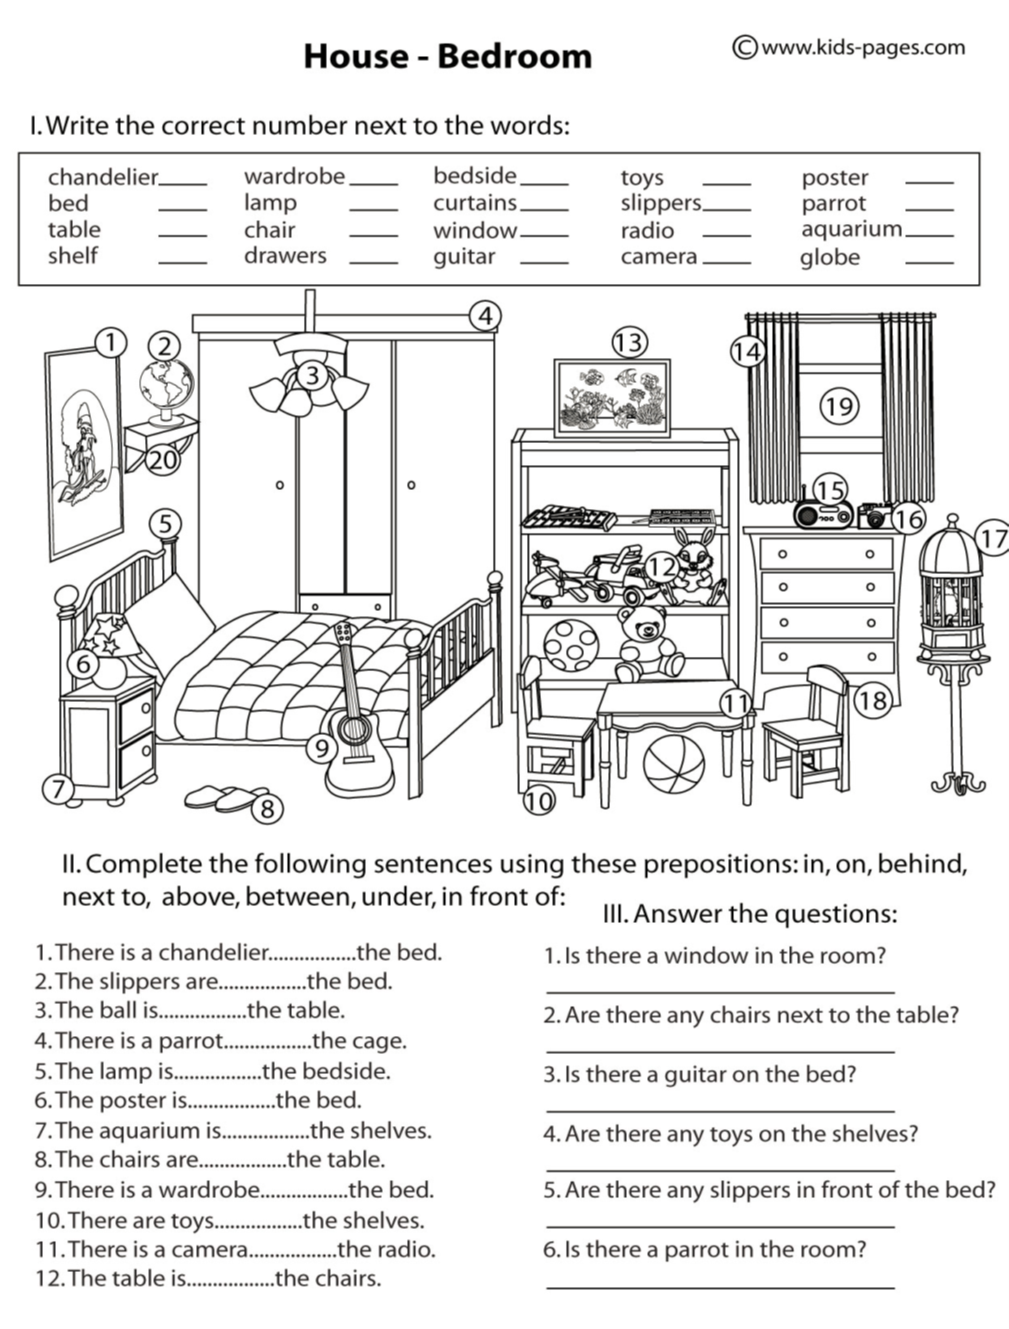 House - Bedroom
©www.kids-pages.com
I. Write the correct number next to the words:
chandelier____ wardrobe____ bedside____ toys ____ poster ____
bed ____ lamp ____ curtains____ slippers____ parrot ____
table ____ chair ____ window____ radio ____ aquarium____
shelf ____ drawers ____ guitar ____ camera____ globe ____
1
2
3
4
13
14
19
20
5
15
16
17
12
6
11
18
9
7
8
10
II. Complete the following sentences using these prepositions: in, on, behind,
next to, above, between, under, in front of:
1. There is a chandelier.................the bed.
2. The slippers are.................the bed.
3. The ball is.................the table.
4. There is a parrot.................the cage.
5. The lamp is.................the bedside.
6. The poster is.................the bed.
7. The aquarium is.................the shelves.
8. The chairs are.................the table.
9. There is a wardrobe.................the bed.
10. There are toys.................the shelves.
11. There is a camera.................the radio.
12. The table is.................the chairs.
III. Answer the questions:
1. Is there a window in the room?
2. Are there any chairs next to the table?
3. Is there a guitar on the bed?
4. Are there any toys on the shelves?
5. Are there any slippers in front of the bed?
6. Is there a parrot in the room?